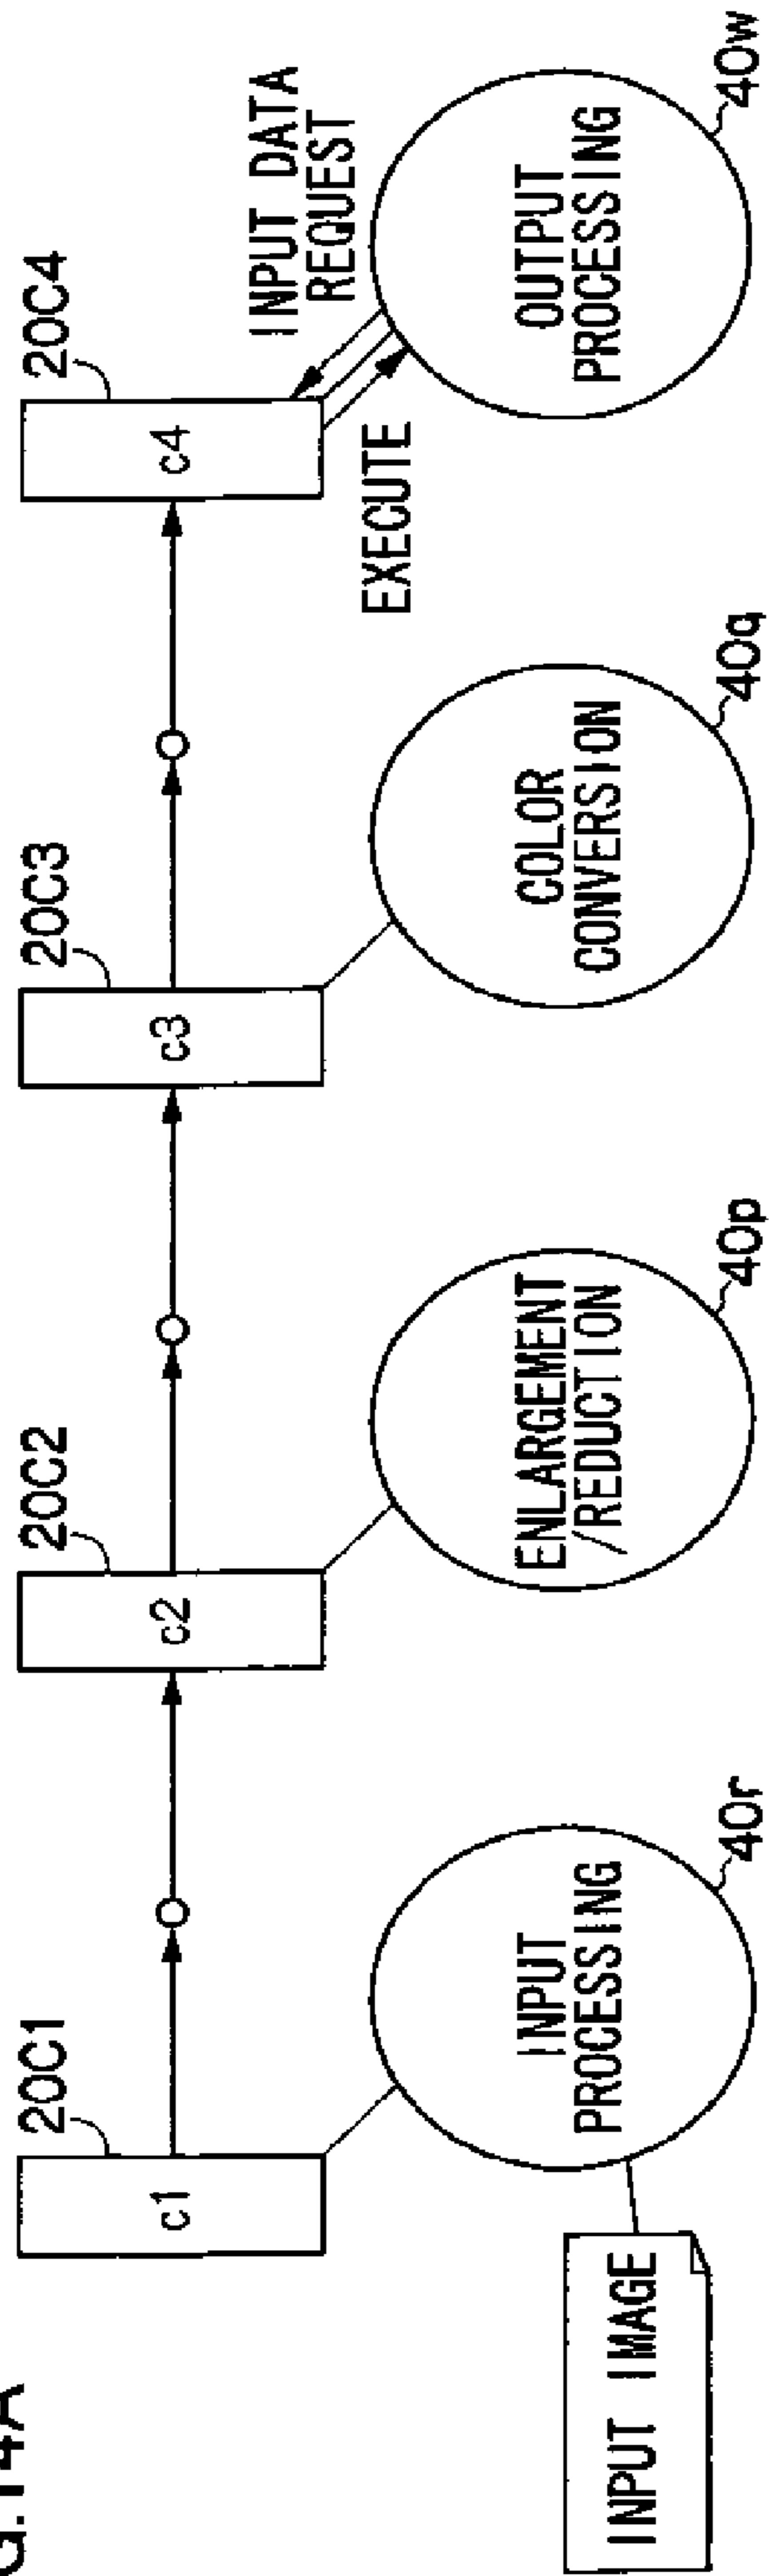 G.14A
20C1
20C2
20C3
20C4
c1
c2
c3
c4
INPUT DATA
REQUEST
EXECUTE
INPUT IMAGE
INPUT
PROCESSING
40r
ENLARGEMENT
/REDUCTION
40p
COLOR
CONVERSION
40q
OUTPUT
PROCESSING
40w